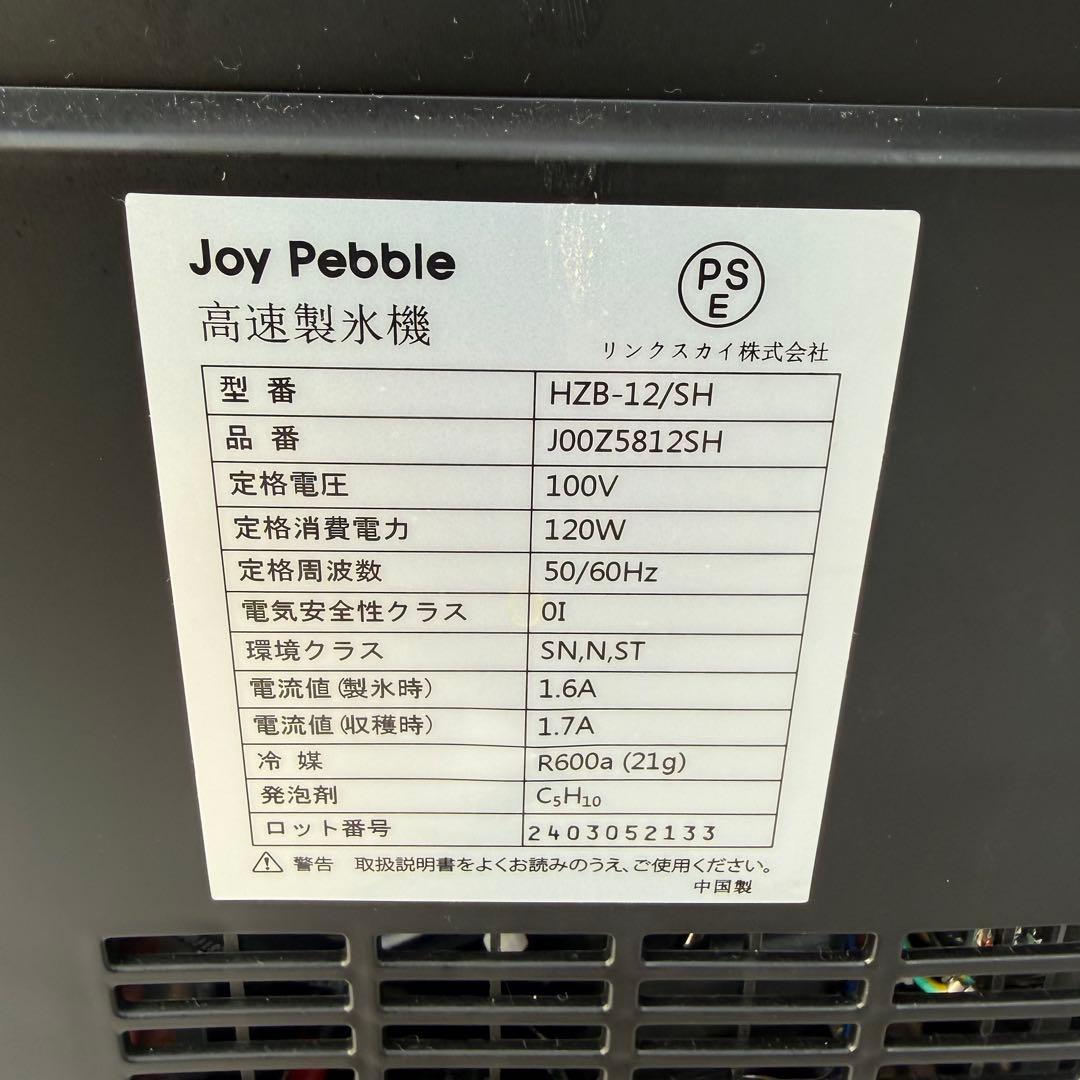 Joy Pebble
高速製氷機
PS
E
リンクスカイ株式会社
型番 HZB-12/SH
品番 J00Z5812SH
定格電圧 100V
定格消費電力 120W
定格周波数 50/60Hz
電気安全性クラス 0I
環境クラス SN,N,ST
電流値(製氷時) 1.6A
電流値(収穫時) 1.7A
冷媒 R600a (21g)
発泡剤 C₅H₁₀
ロット番号 2403052133
⚠ 警告 取扱説明書をよくお読みのうえ、ご使用ください。
中国製